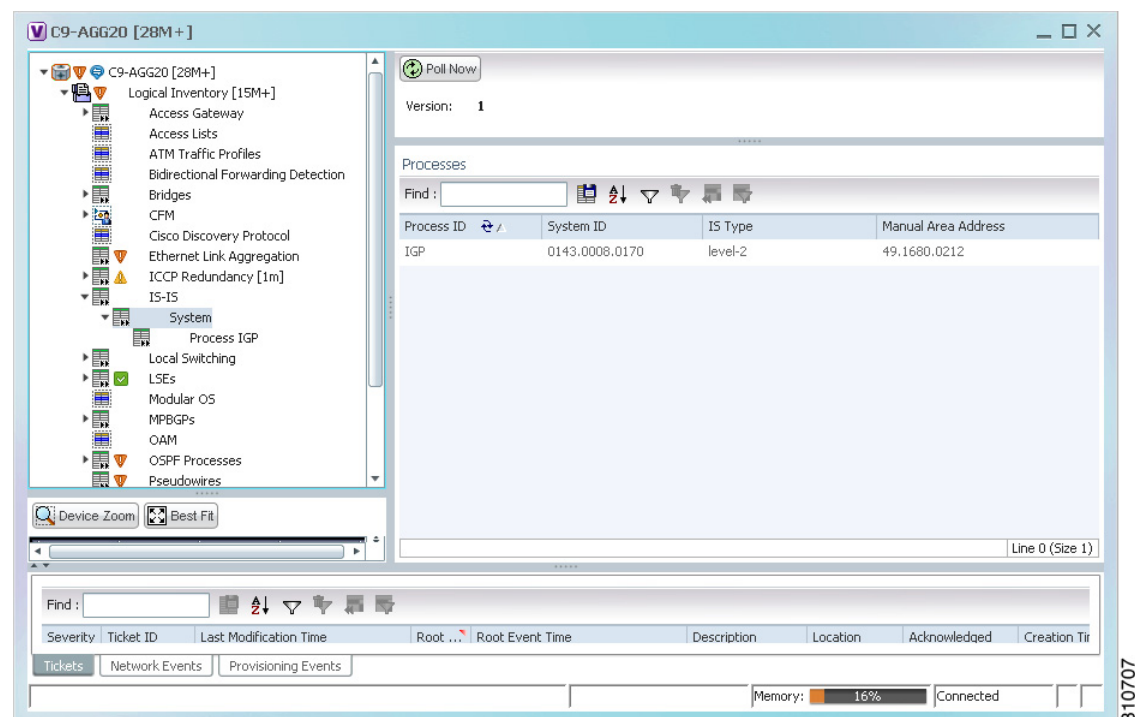 C9-AGG20 [28M+]
C9-AGG20 [28M+]
Logical Inventory [15M+]
Access Gateway
Access Lists
ATM Traffic Profiles
Bidirectional Forwarding Detection
Bridges
CFM
Cisco Discovery Protocol
Ethernet Link Aggregation
ICCP Redundancy [1m]
IS-IS
System
Process IGP
Local Switching
LSEs
Modular OS
MPBGPs
OAM
OSPF Processes
Pseudowires
Device Zoom Best Fit
Poll Now
Version: 1
Processes
Find :
Process ID System ID IS Type Manual Area Address
IGP 0143.0008.0170 level-2 49.1680.0212
Line 0 (Size 1)
Find :
Severity Ticket ID Last Modification Time Root ... Root Event Time Description Location Acknowledged Creation Tir
Tickets Network Events Provisioning Events
Memory: 16% Connected
310707